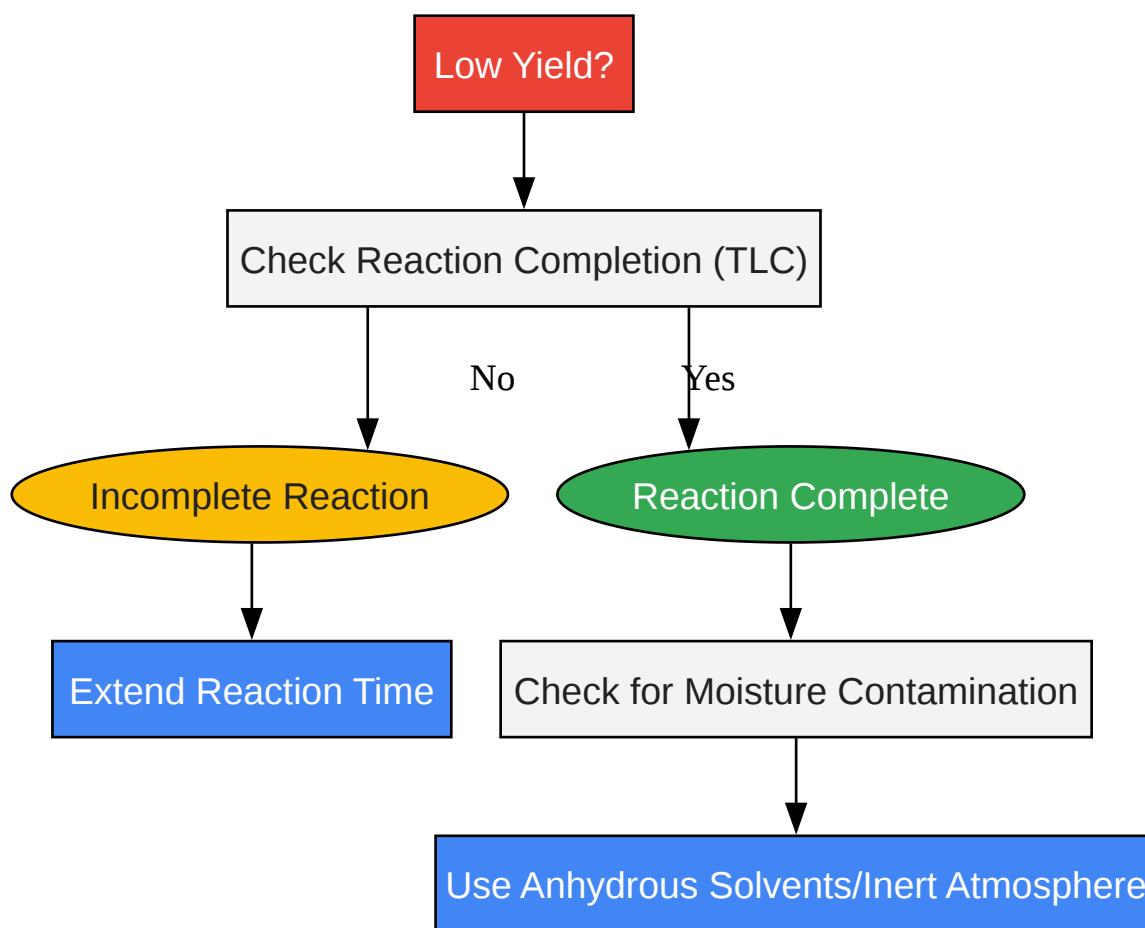 Low Yield?
Check Reaction Completion (TLC)
No
Yes
Incomplete Reaction
Reaction Complete
Extend Reaction Time
Check for Moisture Contamination
Use Anhydrous Solvents/Inert Atmosphere